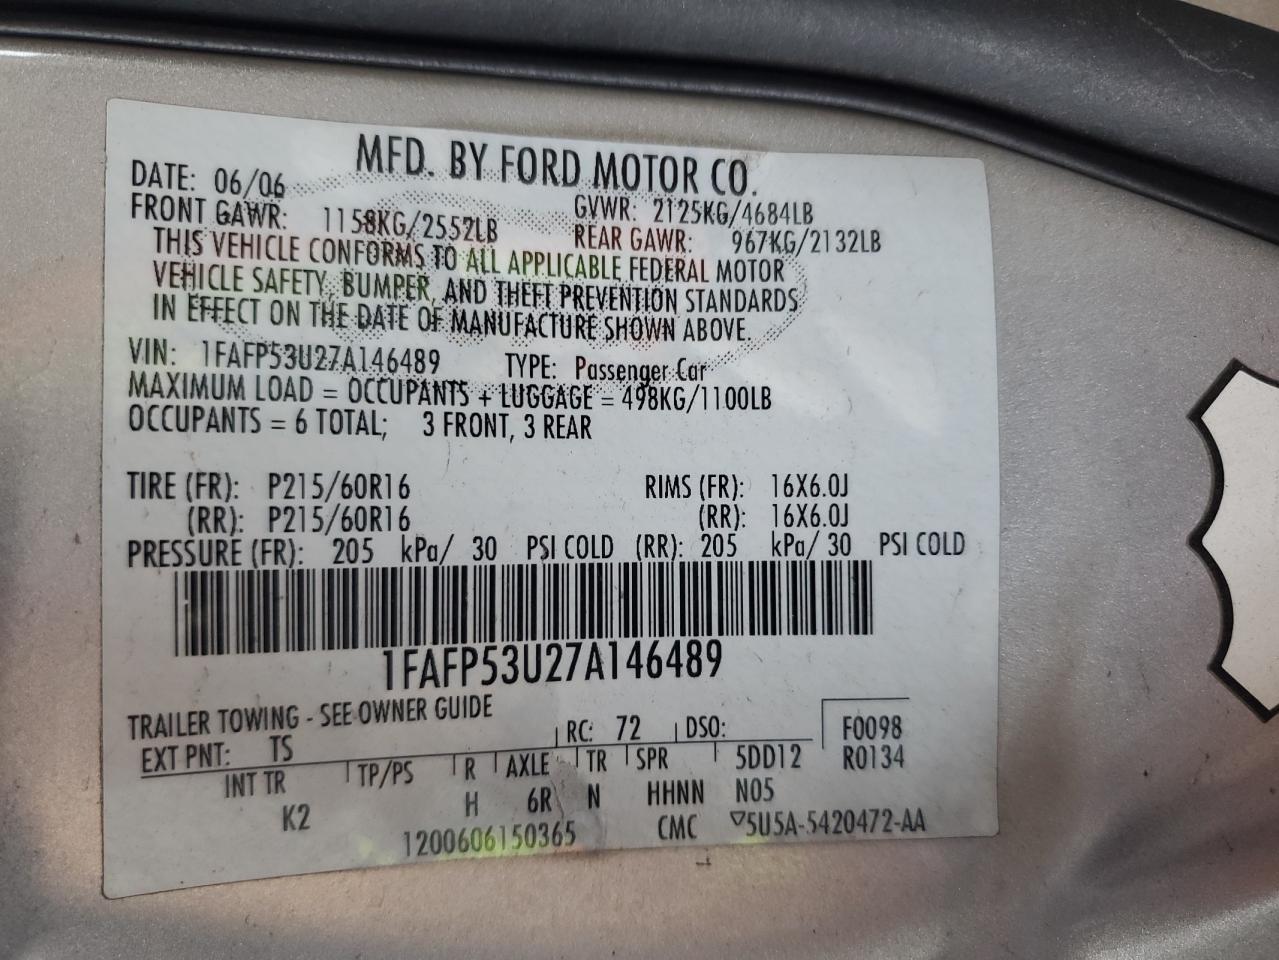 MFD. BY FORD MOTOR CO.
DATE: 06/06 GVWR: 2125KG/4684LB
FRONT GAWR: 1158KG/2552LB REAR GAWR: 967KG/2132LB
THIS VEHICLE CONFORMS TO ALL APPLICABLE FEDERAL MOTOR
VEHICLE SAFETY, BUMPER, AND THEFT PREVENTION STANDARDS
IN EFFECT ON THE DATE OF MANUFACTURE SHOWN ABOVE.
VIN: 1FAFP53U27A146489 TYPE: Passenger Car
MAXIMUM LOAD = OCCUPANTS + LUGGAGE = 498KG/1100LB
OCCUPANTS = 6 TOTAL; 3 FRONT, 3 REAR
TIRE (FR): P215/60R16 RIMS (FR): 16X6.0J
(RR): P215/60R16 (RR): 16X6.0J
PRESSURE (FR): 205 kPa/ 30 PSI COLD (RR): 205 kPa/ 30 PSI COLD
1FAFP53U27A146489
TRAILER TOWING - SEE OWNER GUIDE
EXT PNT: TS RC: 72 DSO: F0098
INT TR TP/PS R AXLE TR SPR 5DD12 R0134
K2 H 6R N HHNN N05
1200606150365 CMC ▽5U5A-5420472-AA